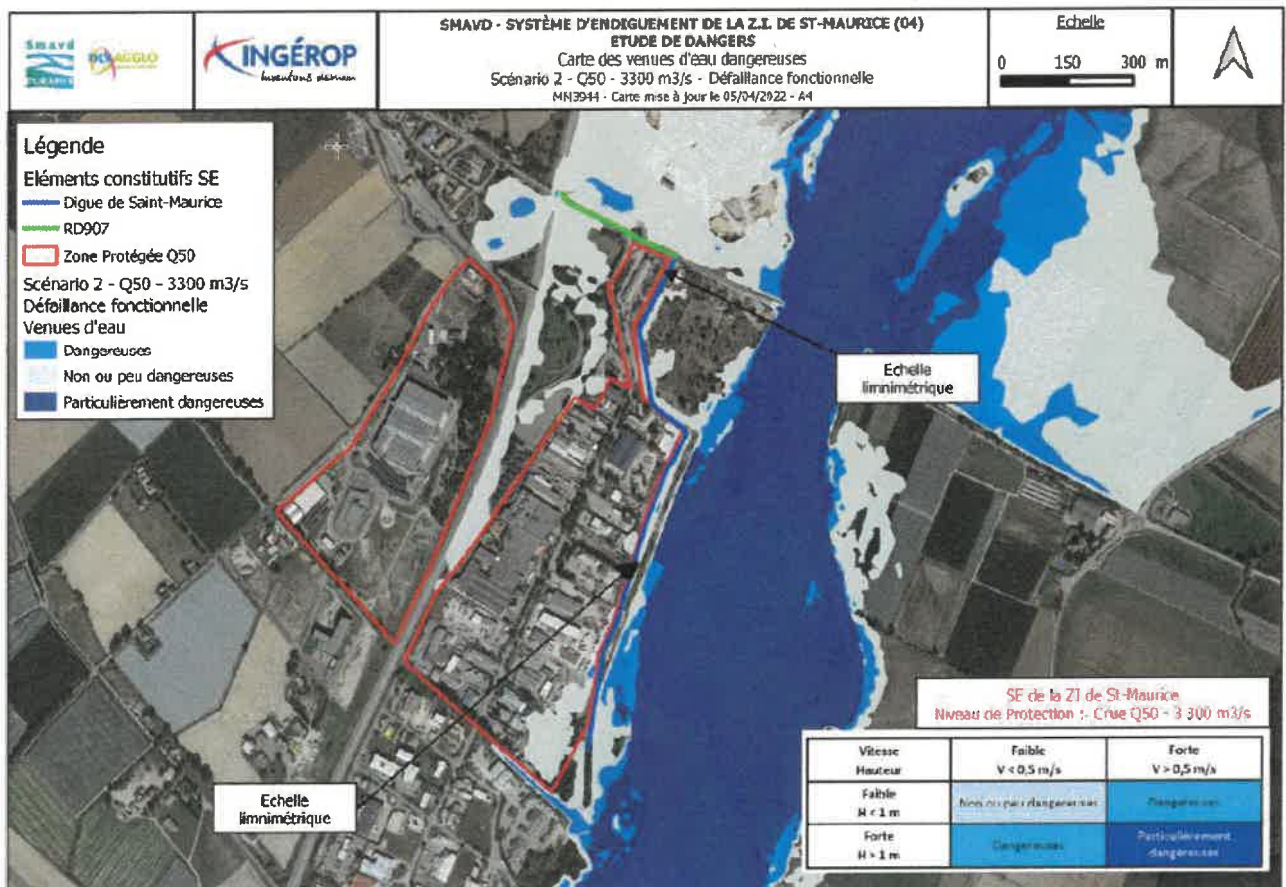 Smavd
DURANCE
DLVAGGLO
INGÉROP
Inventons demain
SMAVD - SYSTÈME D'ENDIGUEMENT DE LA Z.I. DE ST-MAURICE (04)
ETUDE DE DANGERS
Carte des venues d'eau dangereuses
Scénario 2 - Q50 - 3300 m3/s - Défaillance fonctionnelle
MN3944 - Carte mise à jour le 05/04/2022 - A4
Echelle
0 150 300 m
Légende
Eléments constitutifs SE
Digue de Saint-Maurice
RD907
Zone Protégée Q50
Scénario 2 - Q50 - 3300 m3/s
Défaillance fonctionnelle
Venues d'eau
Dangereuses
Non ou peu dangereuses
Particulièrement dangereuses
Echelle
limnimétrique
Echelle
limnimétrique
SE de la ZI de St-Maurice
Niveau de Protection :- Crue Q50 - 3 300 m3/s
Vitesse Faible Forte
Hauteur V < 0,5 m/s V > 0,5 m/s
Faible
H < 1 m
Non ou peu dangereuses Dangereuses
Forte
H > 1 m
Dangereuses Particulièrement
dangereuses